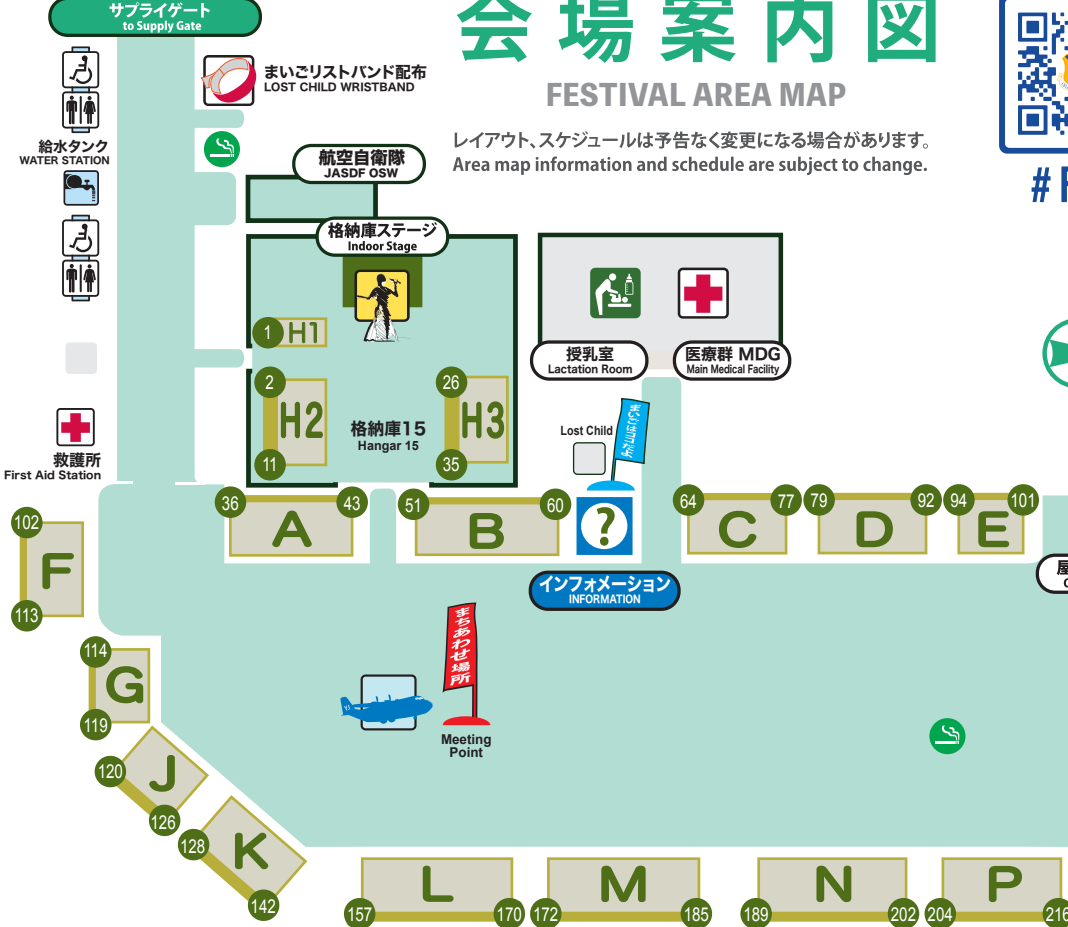 サプライゲート
to Supply Gate
会場案内図
FESTIVAL AREA MAP
レイアウト、スケジュールは予告なく変更になる場合があります。
Area map information and schedule are subject to change.
まいごリストバンド配布
LOST CHILD WRISTBAND
給水タンク
WATER STATION
航空自衛隊
JASDF OSW
格納庫ステージ
Indoor Stage
1 H1
2
H2
11
26
H3
35
格納庫15
Hangar 15
授乳室
Lactation Room
医療群 MDG
Main Medical Facility
Lost Child
救護所
First Aid Station
36 A 43
51 B 60
?
64 C 77
79 D 92
94 E 101
インフォメーション
INFORMATION
102
F
113
114
G
119
まちあわせ場所
Meeting
Point
120
J
126
128
K
142
L
157 170
M
172 185
N
189 202
P
204 216